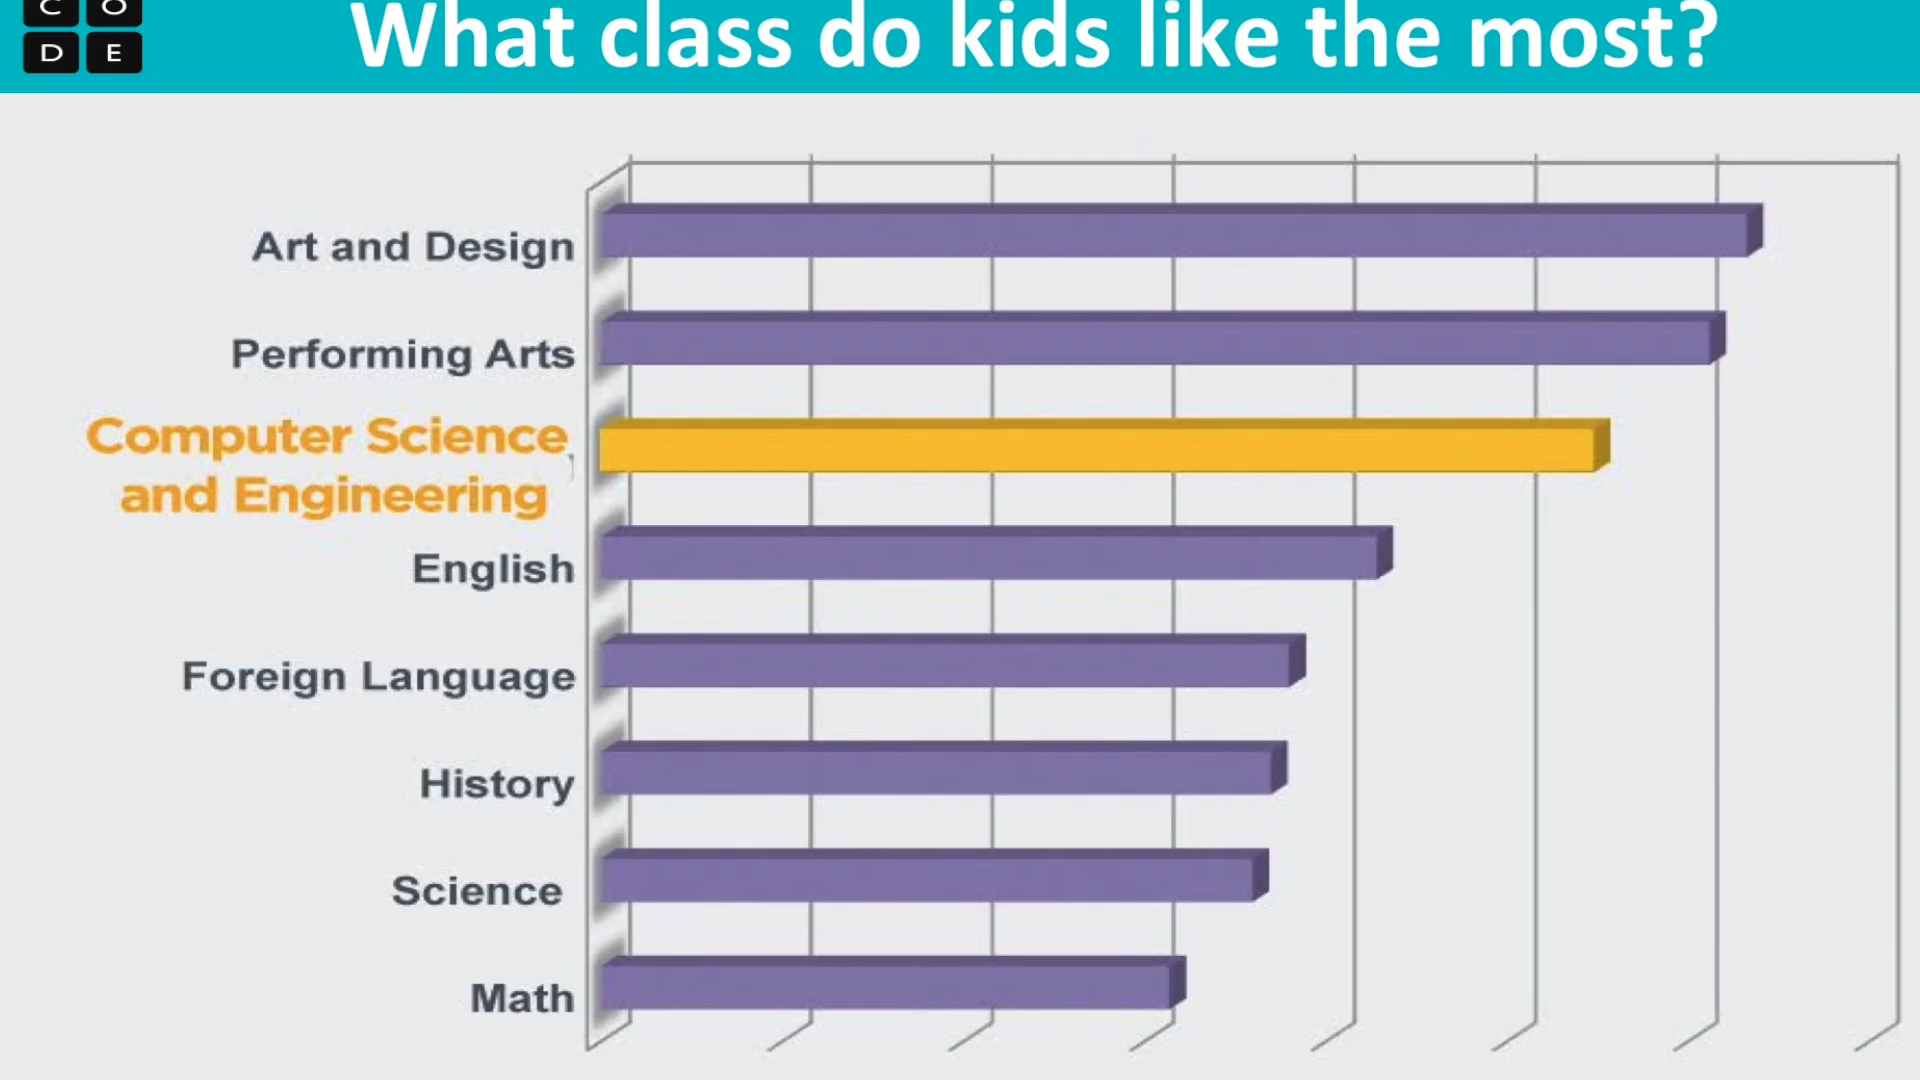 C O
D E
What class do kids like the most?
Art and Design
Performing Arts
Computer Science
and Engineering
English
Foreign Language
History
Science
Math